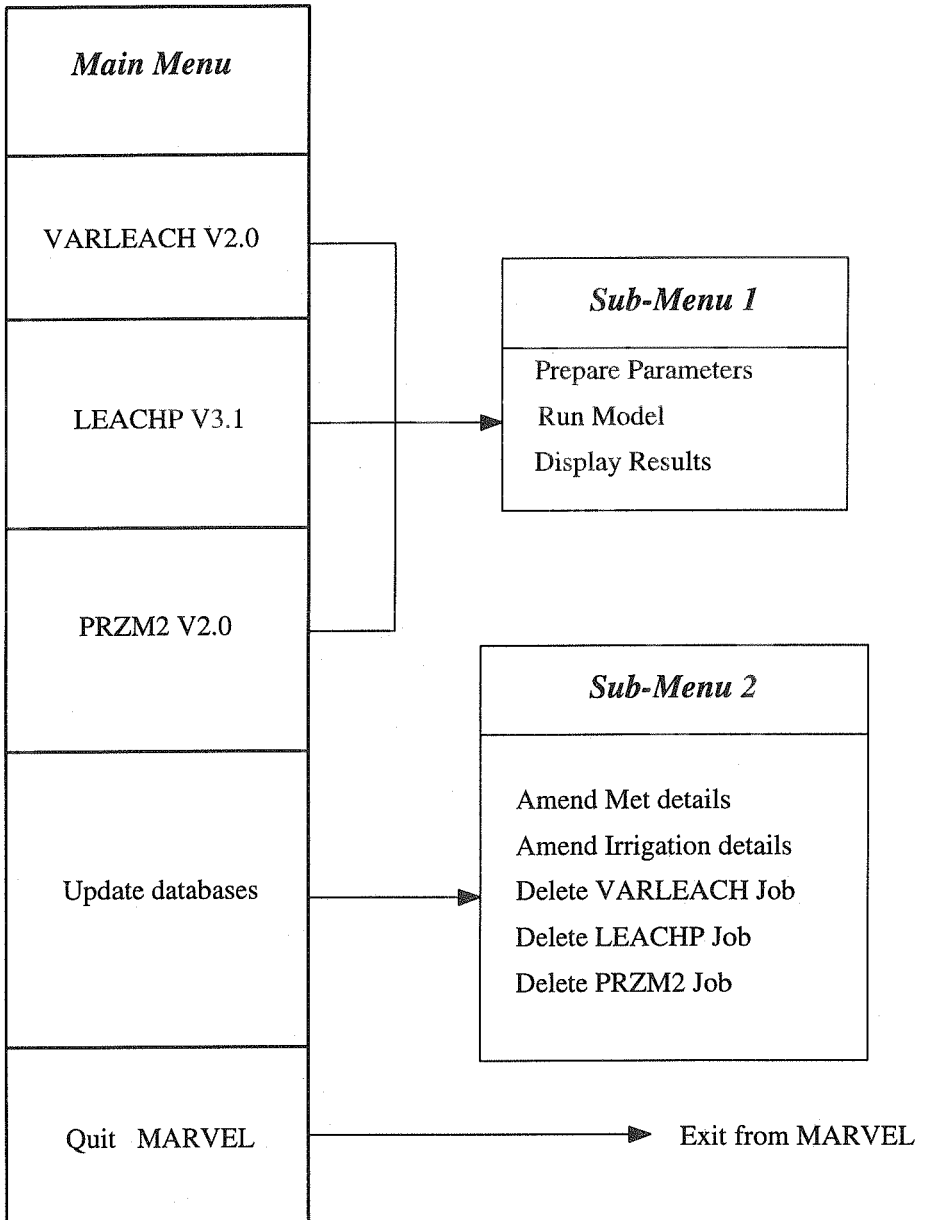 Main Menu
VARLEACH V2.0
LEACHP V3.1
PRZM2 V2.0
Update databases
Quit MARVEL
Sub-Menu 1
Prepare Parameters
Run Model
Display Results
Sub-Menu 2
Amend Met details
Amend Irrigation details
Delete VARLEACH Job
Delete LEACHP Job
Delete PRZM2 Job
Exit from MARVEL